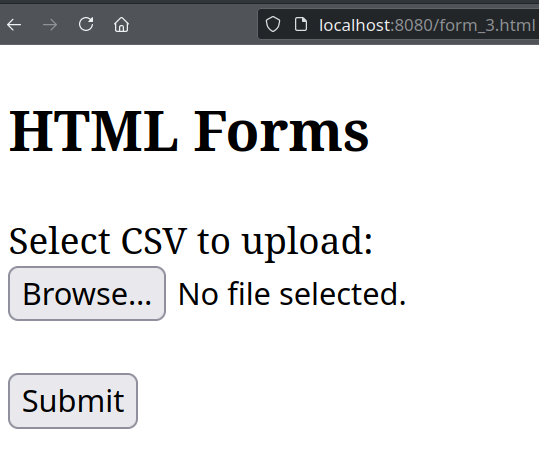 localhost:8080/form_3.html
HTML Forms
Select CSV to upload:
Browse... No file selected.
Submit